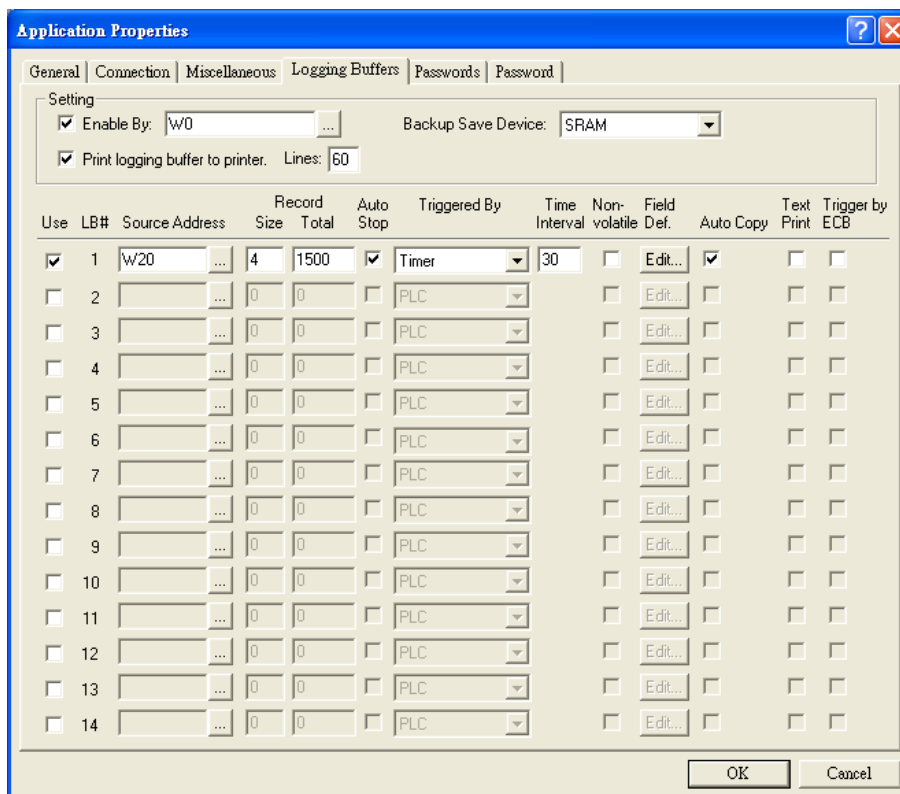 Application Properties
General Connection Miscellaneous Logging Buffers Passwords Password
Setting
Enable By: W0 ... Backup Save Device: SRAM
Print logging buffer to printer. Lines: 60
Record Auto Triggered By Time Non- Field Text Trigger by
Use LB# Source Address Size Total Stop Interval volatile Def. Auto Copy Print ECB
1 W20 ... 4 1500 Timer 30 Edit...
2 ... 0 0 PLC Edit...
3 ... 0 0 PLC Edit...
4 ... 0 0 PLC Edit...
5 ... 0 0 PLC Edit...
6 ... 0 0 PLC Edit...
7 ... 0 0 PLC Edit...
8 ... 0 0 PLC Edit...
9 ... 0 0 PLC Edit...
10 ... 0 0 PLC Edit...
11 ... 0 0 PLC Edit...
12 ... 0 0 PLC Edit...
13 ... 0 0 PLC Edit...
14 ... 0 0 PLC Edit...
OK Cancel